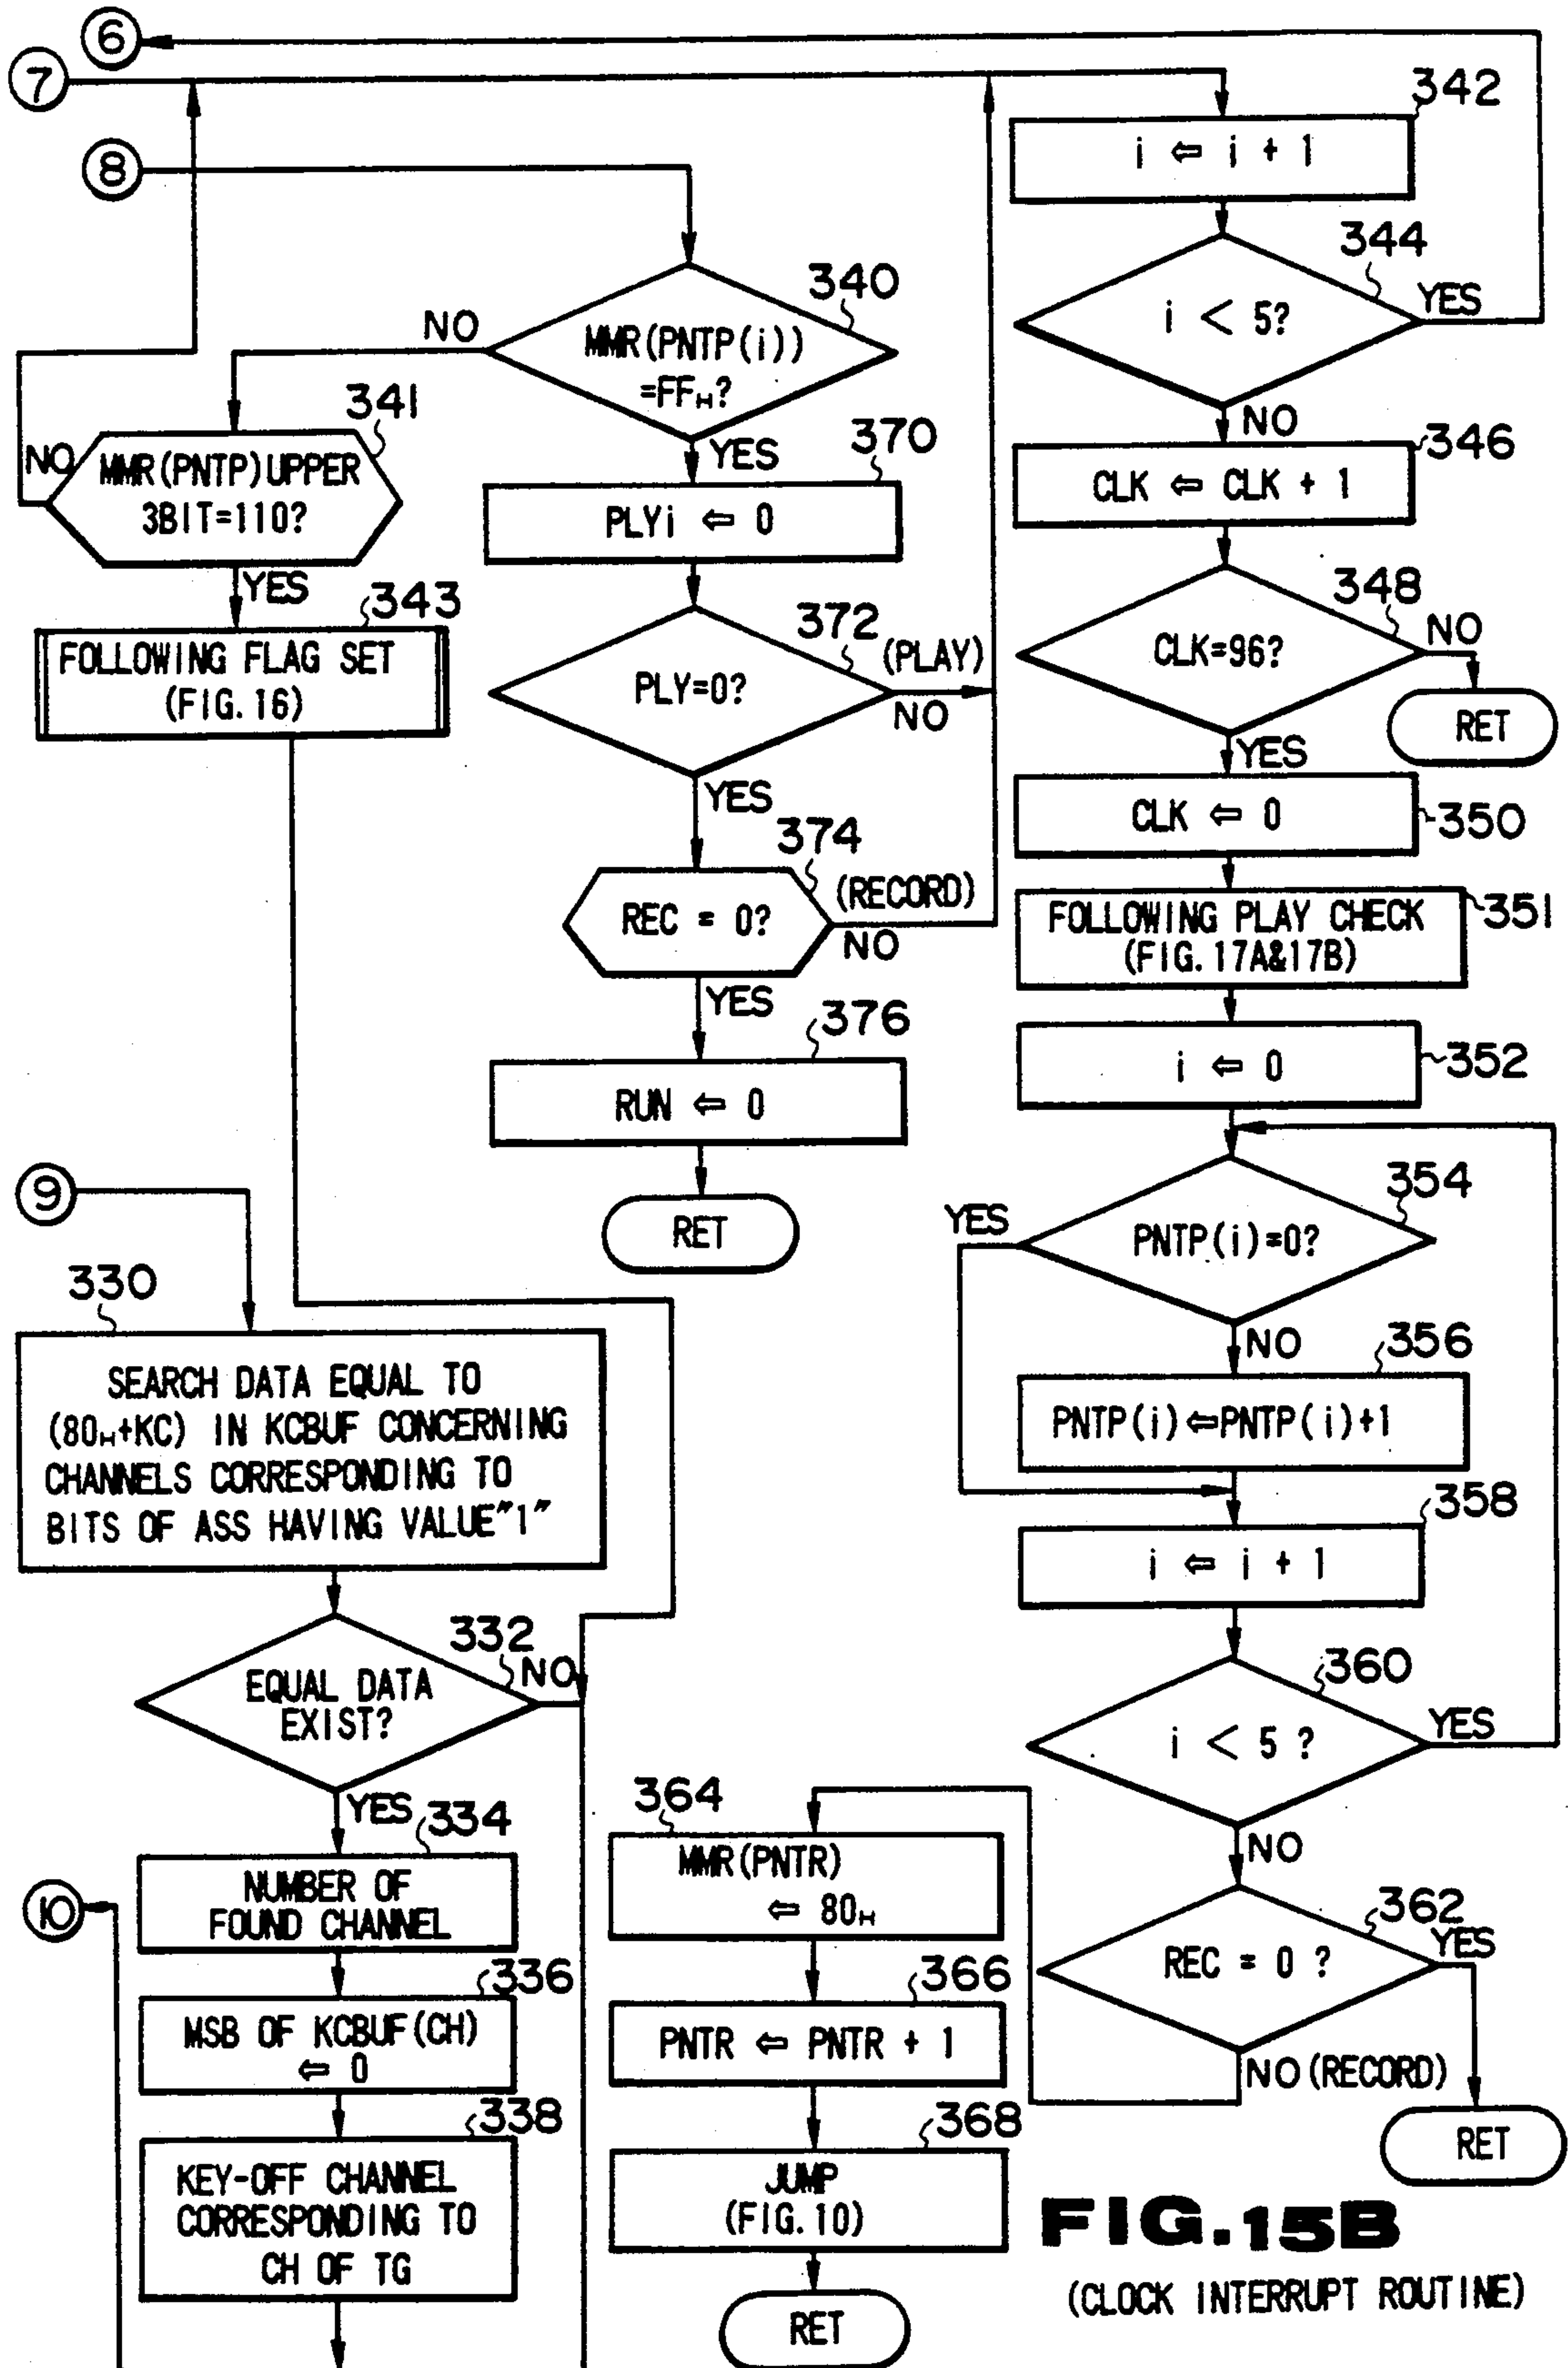 6
7
8
342
i ⇦ i + 1
344
i < 5?
YES
NO
346
CLK ⇦ CLK + 1
348
CLK=96?
NO
RET
YES
CLK ⇦ 0
350
FOLLOWING PLAY CHECK
(FIG. 17A&17B)
351
i ⇦ 0
352
354
YES
PNTP(i)=0?
NO
356
PNTP(i)⇦PNTP(i)+1
358
i ⇦ i + 1
360
i < 5 ?
YES
NO
362
REC = 0 ?
YES
NO (RECORD)
RET
340
NO
MMR(PNTP(i))
=FFH?
YES
341
NO
MMR(PNTP)UPPER
3BIT=110?
YES
343
FOLLOWING FLAG SET
(FIG. 16)
370
PLYi ⇦ 0
372
(PLAY)
PLY=0?
NO
YES
374
(RECORD)
REC = 0?
NO
YES
376
RUN ⇦ 0
RET
9
330
SEARCH DATA EQUAL TO
(80H+KC) IN KCBUF CONCERNING
CHANNELS CORRESPONDING TO
BITS OF ASS HAVING VALUE"1"
332
NO
EQUAL DATA
EXIST?
YES
334
10
NUMBER OF
FOUND CHANNEL
336
MSB OF KCBUF(CH)
⇦ 0
338
KEY-OFF CHANNEL
CORRESPONDING TO
CH OF TG
364
MMR(PNTR)
⇦ 80H
366
PNTR ⇦ PNTR + 1
368
JUMP
(FIG. 10)
RET
FIG.15B
(CLOCK INTERRUPT ROUTINE)